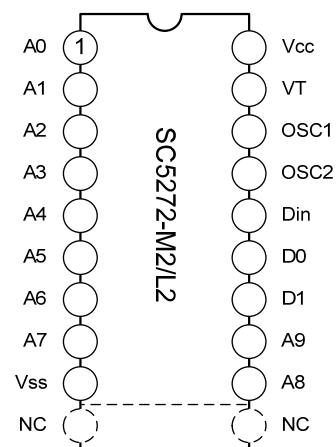 A0 1 Vcc
A1 VT
A2 OSC1
A3 OSC2
A4 Din
A5 D0
A6 D1
A7 A9
Vss A8
NC NC
SC5272-M2/L2